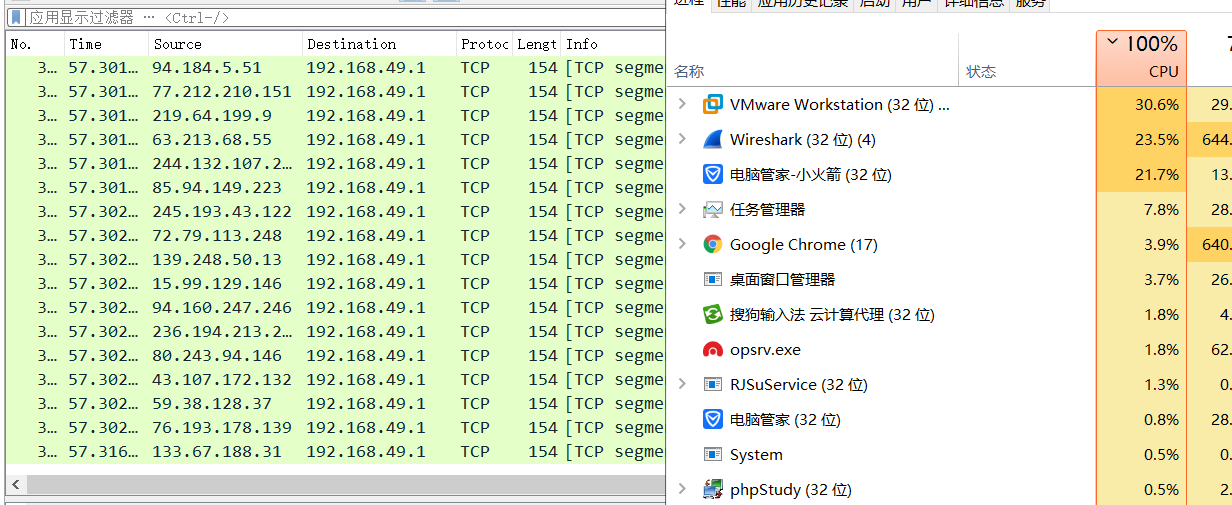 应用显示过滤器 … <Ctrl-/>
No. Time Source Destination Protoc Lengt Info
3… 57.301… 94.184.5.51 192.168.49.1 TCP 154 [TCP segme
3… 57.301… 77.212.210.151 192.168.49.1 TCP 154 [TCP segme
3… 57.301… 219.64.199.9 192.168.49.1 TCP 154 [TCP segme
3… 57.301… 63.213.68.55 192.168.49.1 TCP 154 [TCP segme
3… 57.301… 244.132.107.2… 192.168.49.1 TCP 154 [TCP segme
3… 57.301… 85.94.149.223 192.168.49.1 TCP 154 [TCP segme
3… 57.302… 245.193.43.122 192.168.49.1 TCP 154 [TCP segme
3… 57.302… 72.79.113.248 192.168.49.1 TCP 154 [TCP segme
3… 57.302… 139.248.50.13 192.168.49.1 TCP 154 [TCP segme
3… 57.302… 15.99.129.146 192.168.49.1 TCP 154 [TCP segme
3… 57.302… 94.160.247.246 192.168.49.1 TCP 154 [TCP segme
3… 57.302… 236.194.213.2… 192.168.49.1 TCP 154 [TCP segme
3… 57.302… 80.243.94.146 192.168.49.1 TCP 154 [TCP segme
3… 57.302… 43.107.172.132 192.168.49.1 TCP 154 [TCP segme
3… 57.302… 59.38.128.37 192.168.49.1 TCP 154 [TCP segme
3… 57.302… 76.193.178.139 192.168.49.1 TCP 154 [TCP segme
3… 57.316… 133.67.188.31 192.168.49.1 TCP 154 [TCP segme
进程 性能 应用历史记录 启动 用户 详细信息 服务
100%
名称 状态 CPU
VMware Workstation (32 位) ... 30.6% 29.
Wireshark (32 位) (4) 23.5% 644.
电脑管家-小火箭 (32 位) 21.7% 13.
任务管理器 7.8% 28.
Google Chrome (17) 3.9% 640.
桌面窗口管理器 3.7% 26.
搜狗输入法 云计算代理 (32 位) 1.8% 4.
opsrv.exe 1.8% 62.
RJSuService (32 位) 1.3% 0.
电脑管家 (32 位) 0.8% 28.
System 0.5% 0.
phpStudy (32 位) 0.5% 2.